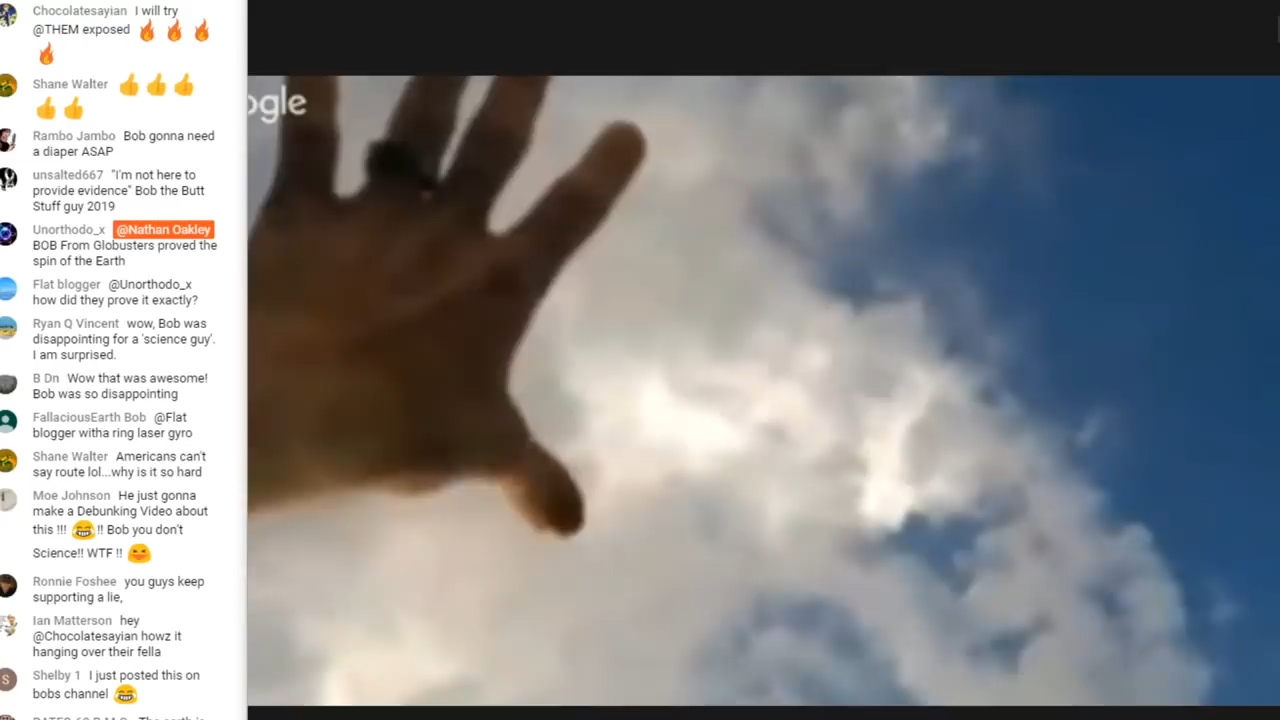 Chocolatesayian I will try
@THEM exposed 🔥 🔥 🔥
🔥
Shane Walter 👍 👍 👍
👍 👍
Rambo Jambo Bob gonna need
a diaper ASAP
unsalted667 "I'm not here to
provide evidence" Bob the Butt
Stuff guy 2019
Unorthodo_x @Nathan Oakley
BOB From Globusters proved the
spin of the Earth
Flat blogger @Unorthodo_x
how did they prove it exactly?
Ryan Q Vincent wow, Bob was
disappointing for a 'science guy'.
I am surprised.
B Dn Wow that was awesome!
Bob was so disappointing
FallaciousEarth Bob @Flat
blogger witha ring laser gyro
Shane Walter Americans can't
say route lol...why is it so hard
Moe Johnson He just gonna
make a Debunking Video about
this !!! 😂 !! Bob you don't
Science!! WTF !! 😆
Ronnie Foshee you guys keep
supporting a lie,
Ian Matterson hey
@Chocolatesayian howz it
hanging over their fella
S
Shelby 1 I just posted this on
bobs channel 😂
ogle